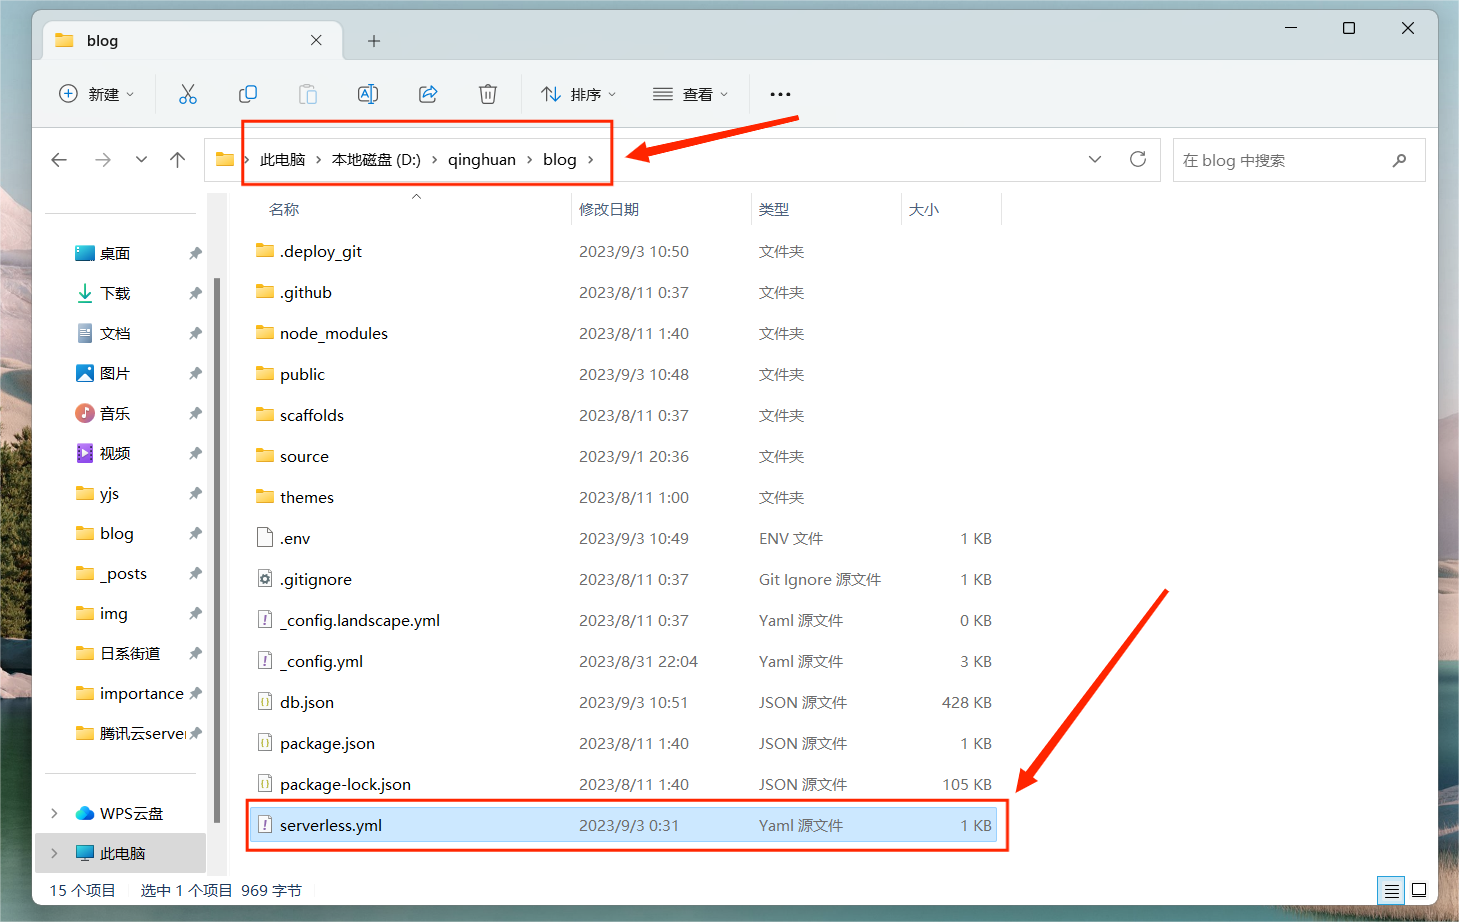 blog
新建
排序
查看
此电脑 本地磁盘 (D:) qinghuan blog
在 blog 中搜索
名称 修改日期 类型 大小
桌面
下载
文档
图片
音乐
视频
yjs
blog
_posts
img
日系街道
importance
腾讯云server
WPS云盘
此电脑
.deploy_git 2023/9/3 10:50 文件夹
.github 2023/8/11 0:37 文件夹
node_modules 2023/8/11 1:40 文件夹
public 2023/9/3 10:48 文件夹
scaffolds 2023/8/11 0:37 文件夹
source 2023/9/1 20:36 文件夹
themes 2023/8/11 1:00 文件夹
.env 2023/9/3 10:49 ENV 文件 1 KB
.gitignore 2023/8/11 0:37 Git Ignore 源文件 1 KB
_config.landscape.yml 2023/8/11 0:37 Yaml 源文件 0 KB
_config.yml 2023/8/31 22:04 Yaml 源文件 3 KB
db.json 2023/9/3 10:51 JSON 源文件 428 KB
package.json 2023/8/11 1:40 JSON 源文件 1 KB
package-lock.json 2023/8/11 1:40 JSON 源文件 105 KB
serverless.yml 2023/9/3 0:31 Yaml 源文件 1 KB
15 个项目 选中 1 个项目 969 字节